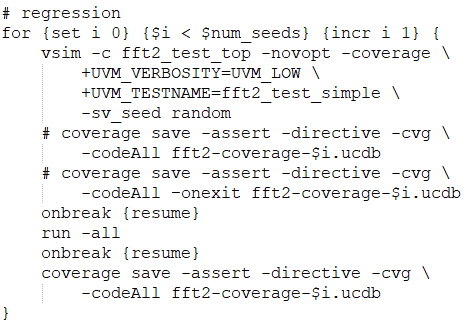 # regression
for {set i 0} {$i < $num_seeds} {incr i 1} {
    vsim -c fft2_test_top -novopt -coverage \
        +UVM_VERBOSITY=UVM_LOW \
        +UVM_TESTNAME=fft2_test_simple \
        -sv_seed random
    # coverage save -assert -directive -cvg \
        -codeAll fft2-coverage-$i.ucdb
    # coverage save -assert -directive -cvg \
        -codeAll -onexit fft2-coverage-$i.ucdb
    onbreak {resume}
    run -all
    onbreak {resume}
    coverage save -assert -directive -cvg \
        -codeAll fft2-coverage-$i.ucdb
}